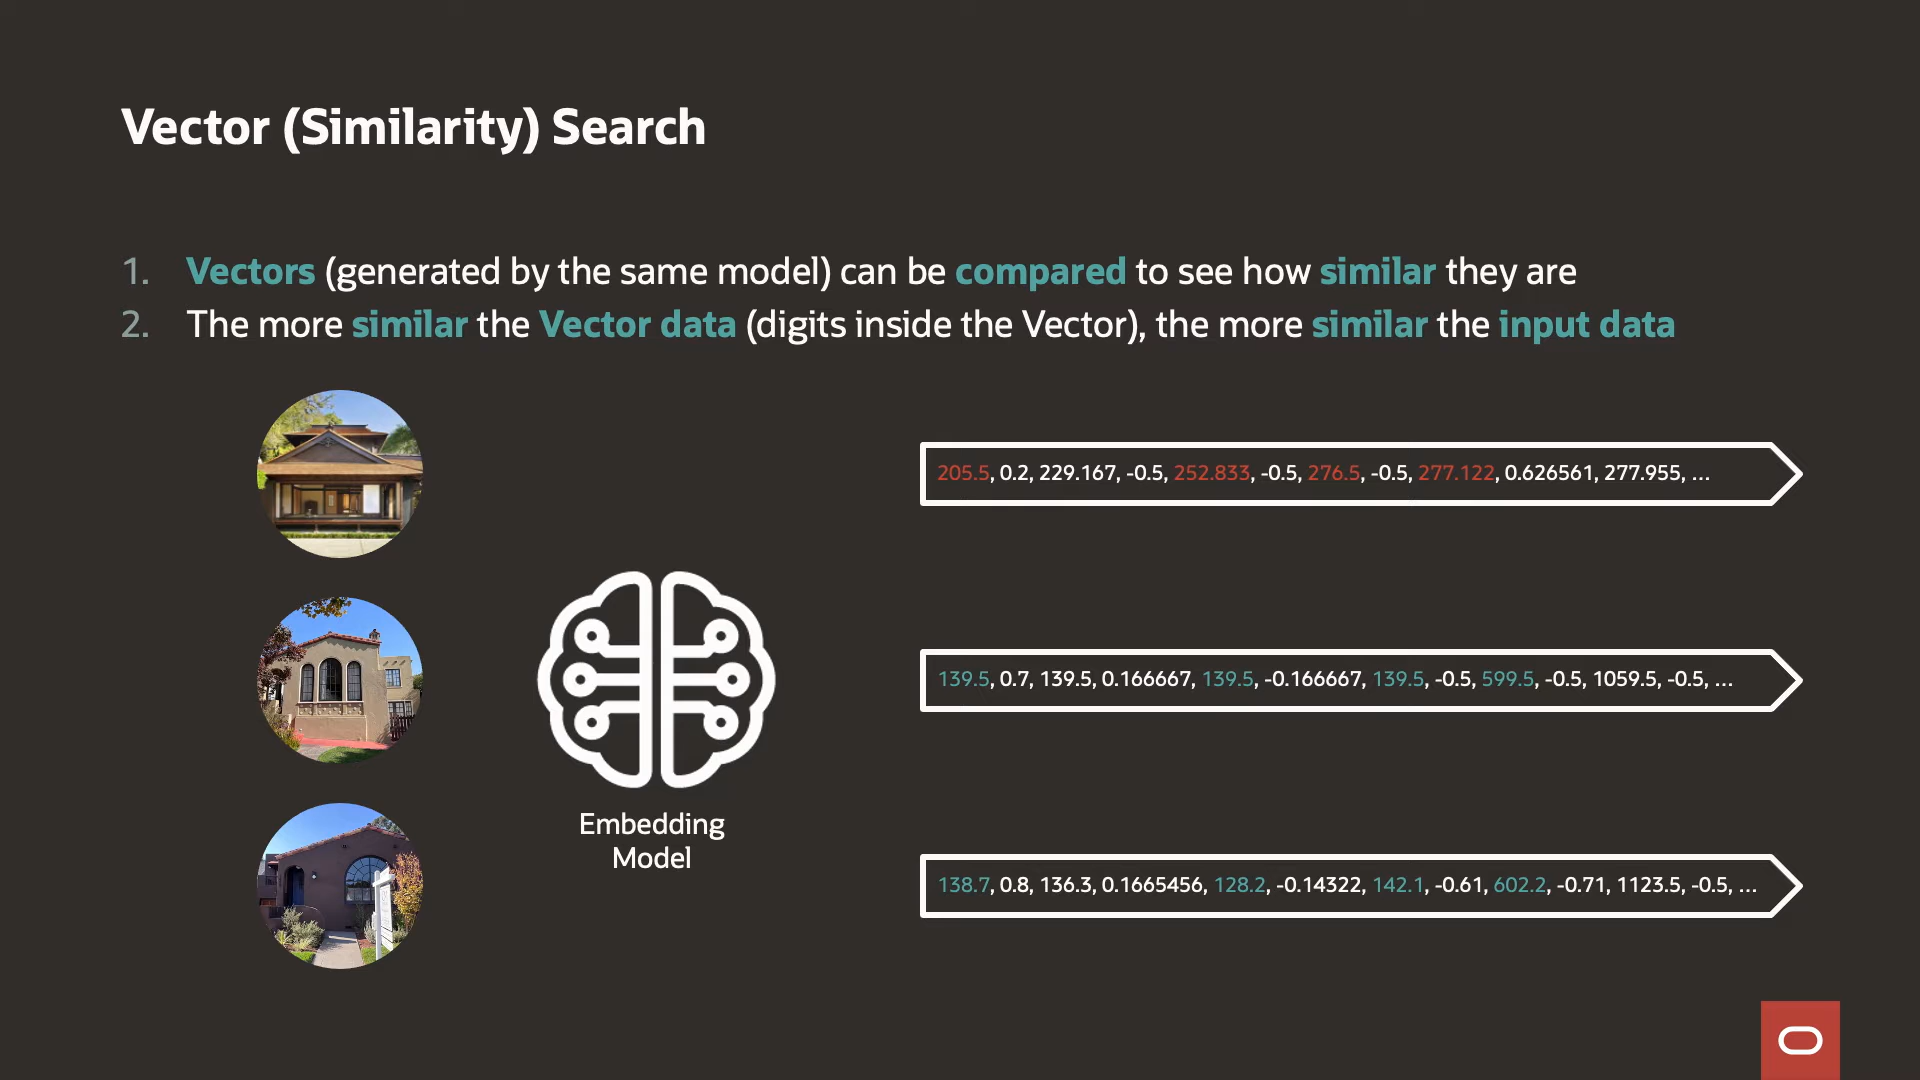 Vector (Similarity) Search
1. Vectors (generated by the same model) can be compared to see how similar they are
2. The more similar the Vector data (digits inside the Vector), the more similar the input data
205.5, 0.2, 229.167, -0.5, 252.833, -0.5, 276.5, -0.5, 277.122, 0.626561, 277.955, ...
139.5, 0.7, 139.5, 0.166667, 139.5, -0.166667, 139.5, -0.5, 599.5, -0.5, 1059.5, -0.5, ...
Embedding
Model
138.7, 0.8, 136.3, 0.1665456, 128.2, -0.14322, 142.1, -0.61, 602.2, -0.71, 1123.5, -0.5, ...